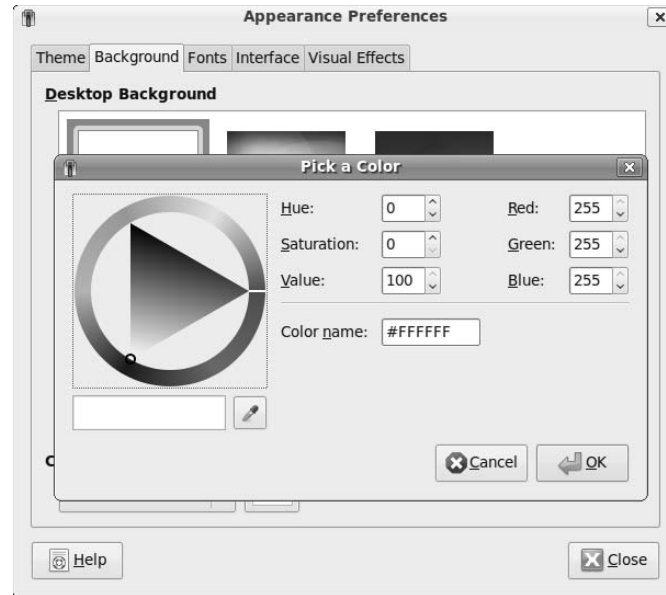 Appearance Preferences
Theme Background Fonts Interface Visual Effects
Desktop Background
Pick a Color
Hue: 0 Red: 255
Saturation: 0 Green: 255
Value: 100 Blue: 255
Color name: #FFFFFF
C
Cancel OK
Help Close